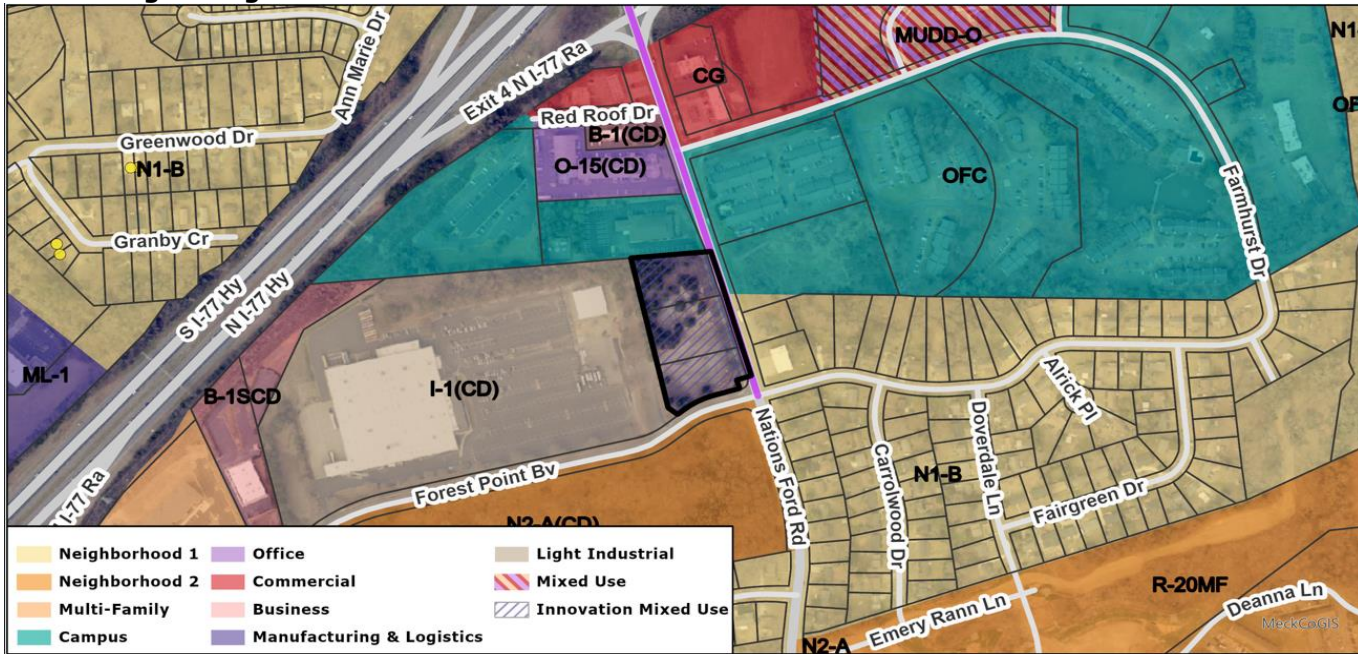 Ann Marie Dr
Exit 4 N I-77 Ra
MUDD-O
N1
CG
Red Roof Dr
B-1(CD)
Greenwood Dr
N1-B
O-15(CD)
OFC
OF
Farmhurst Dr
Granby Cr
S I-77 Hy
N I-77 Hy
ML-1
B-1SCD
I-1(CD)
Alrick Pl
Nations Ford Rd
Carrolwood Dr
Doverdale Ln
N1-B
Forest Point Bv
Fairgreen Dr
I-77 Ra
N2-A(CD)
R-20MF
Emery Rann Ln
Deanna Ln
N2-A
MeckCoGIS
Neighborhood 1
Neighborhood 2
Multi-Family
Campus
Office
Commercial
Business
Manufacturing & Logistics
Light Industrial
Mixed Use
Innovation Mixed Use